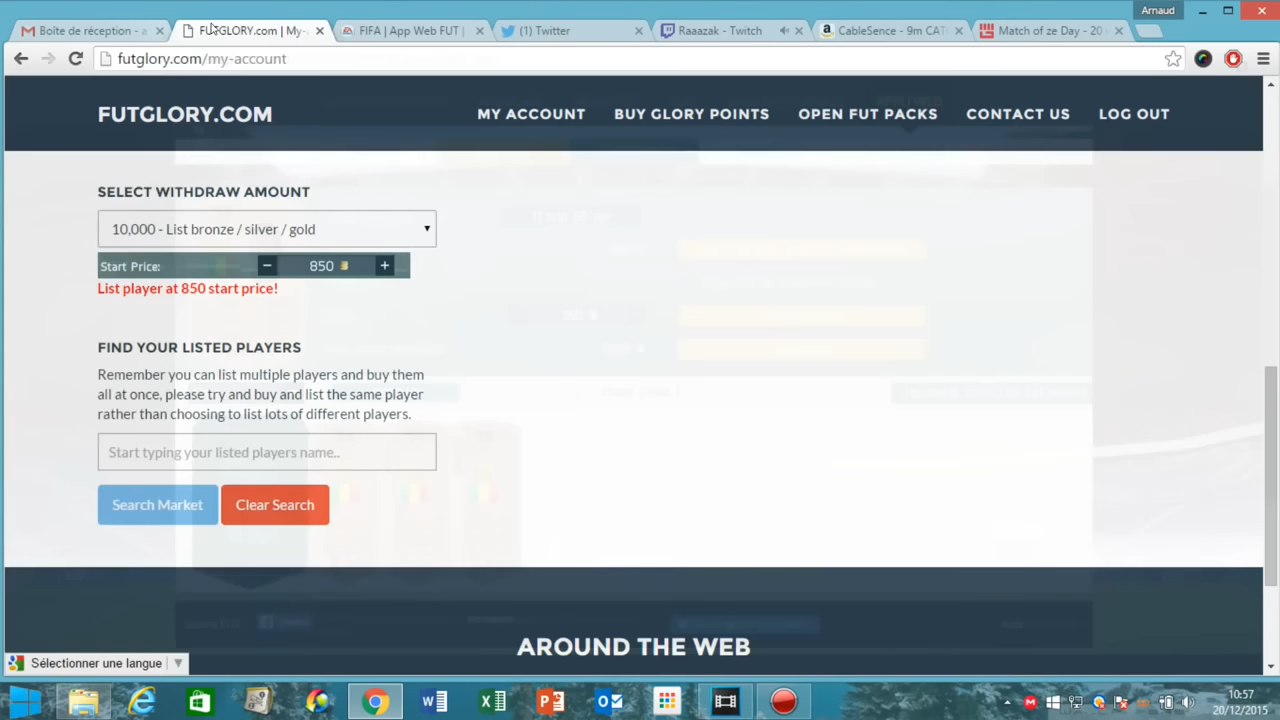 Arnaud
Boîte de réception - a
FUTGLORY.com | My-
FIFA | App Web FUT
(1) Twitter
Raaazak - Twitch
CableSence - 9m CAT
Match of ze Day - 20
futglory.com/my-account
FUTGLORY.COM
MY ACCOUNT
BUY GLORY POINTS
OPEN FUT PACKS
CONTACT US
LOG OUT
SELECT WITHDRAW AMOUNT
10,000 - List bronze / silver / gold
Start Price: - 850 +
List player at 850 start price!
FIND YOUR LISTED PLAYERS
Remember you can list multiple players and buy them
all at once, please try and buy and list the same player
rather than choosing to list lots of different players.
Start typing your listed players name..
Search Market
Clear Search
AROUND THE WEB
Sélectionner une langue
10:57
20/12/2015